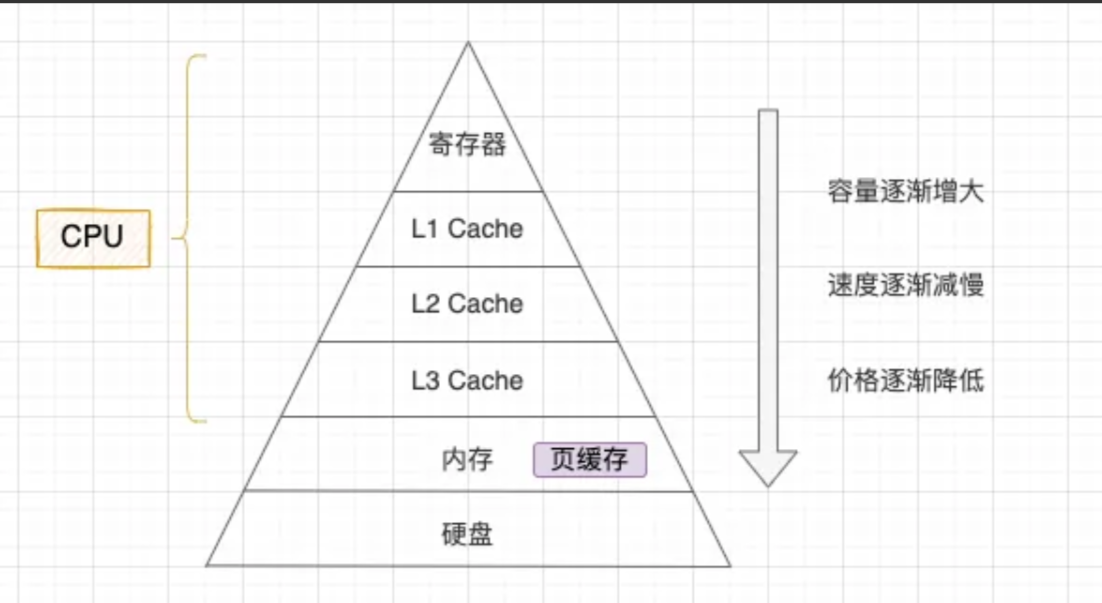 寄存器
容量逐渐增大
CPU
L1 Cache
速度逐渐减慢
L2 Cache
L3 Cache
价格逐渐降低
内存 页缓存
硬盘